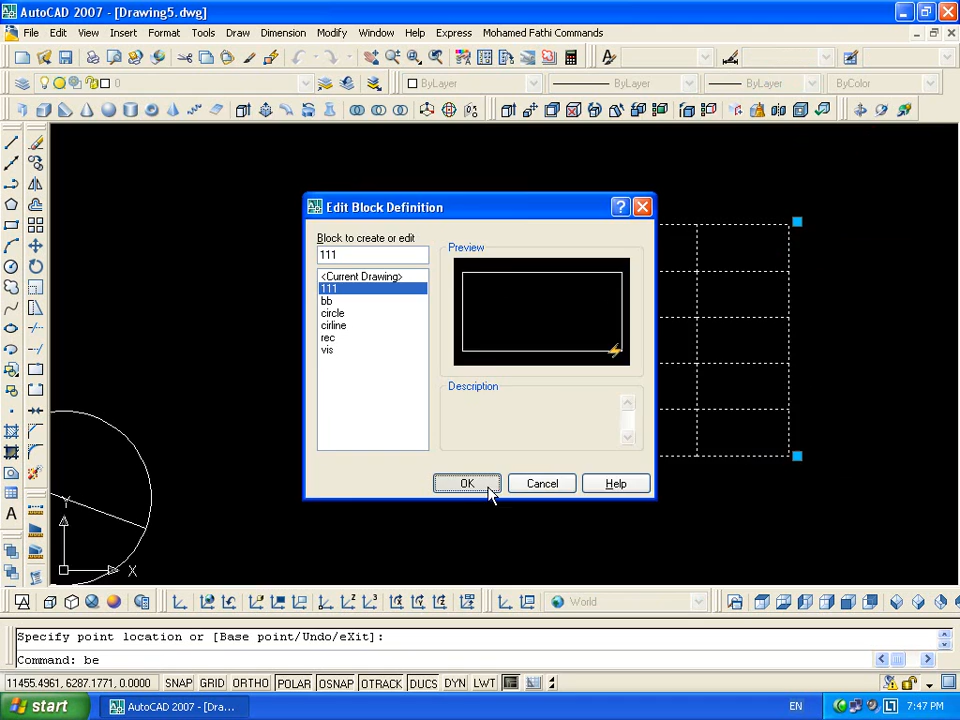 AutoCAD 2007 - [Drawing5.dwg]
File Edit View Insert Format Tools Draw Dimension Modify Window Help Express Mohamed Fathi Commands
0 ByLayer ByLayer ByLayer ByColor
Edit Block Definition
Block to create or edit
111
<Current Drawing>
111
bb
circle
cirline
rec
vis
Preview
Description
OK Cancel Help
Y
X
World
Specify point location or [Base point/Undo/eXit]:
Command: be
11455.4961, 6287.1771, 0.0000 SNAP GRID ORTHO POLAR OSNAP OTRACK DUCS DYN LWT
start AutoCAD 2007 - [Dra... EN 7:47 PM